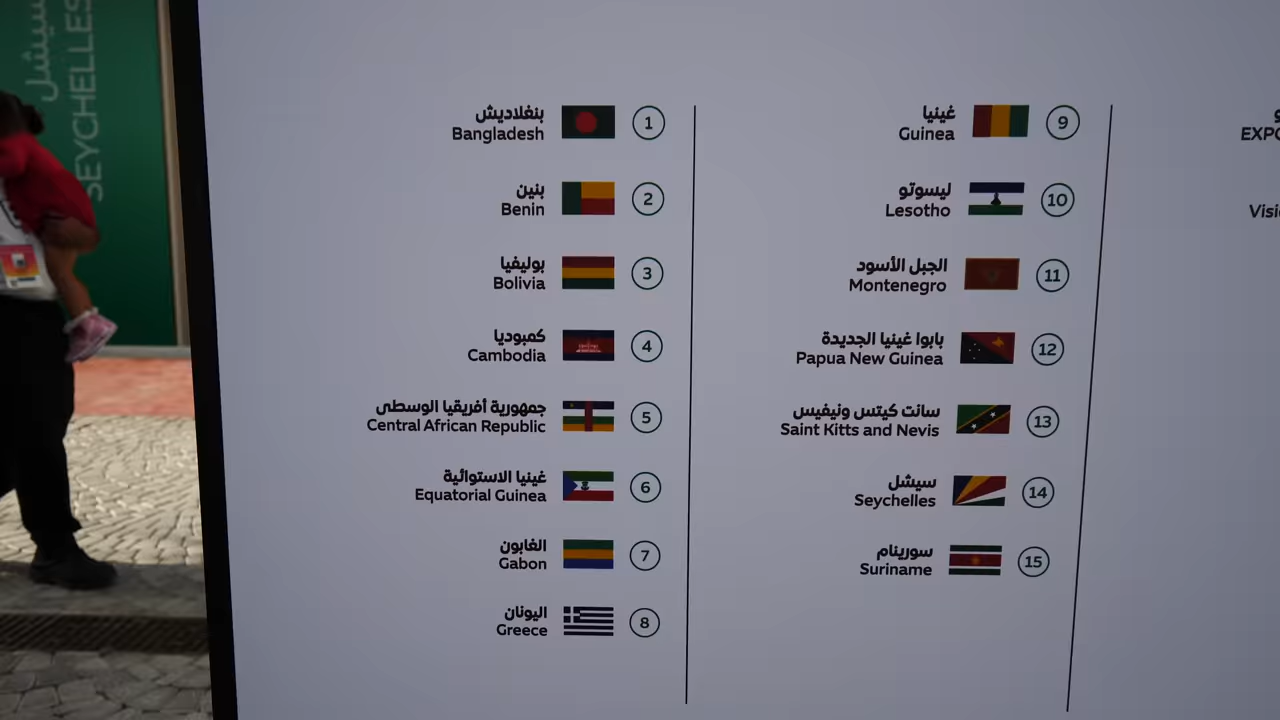 سيشل
SEYCHELLES
بنغلاديش
Bangladesh
1
بنين
Benin
2
بوليفيا
Bolivia
3
كمبوديا
Cambodia
4
جمهورية أفريقيا الوسطى
Central African Republic
5
غينيا الاستوائية
Equatorial Guinea
6
الغابون
Gabon
7
اليونان
Greece
8
غينيا
Guinea
9
ليسوتو
Lesotho
10
الجبل الأسود
Montenegro
11
بابوا غينيا الجديدة
Papua New Guinea
12
سانت كيتس ونيفيس
Saint Kitts and Nevis
13
سيشل
Seychelles
14
سورينام
Suriname
15
EXPO